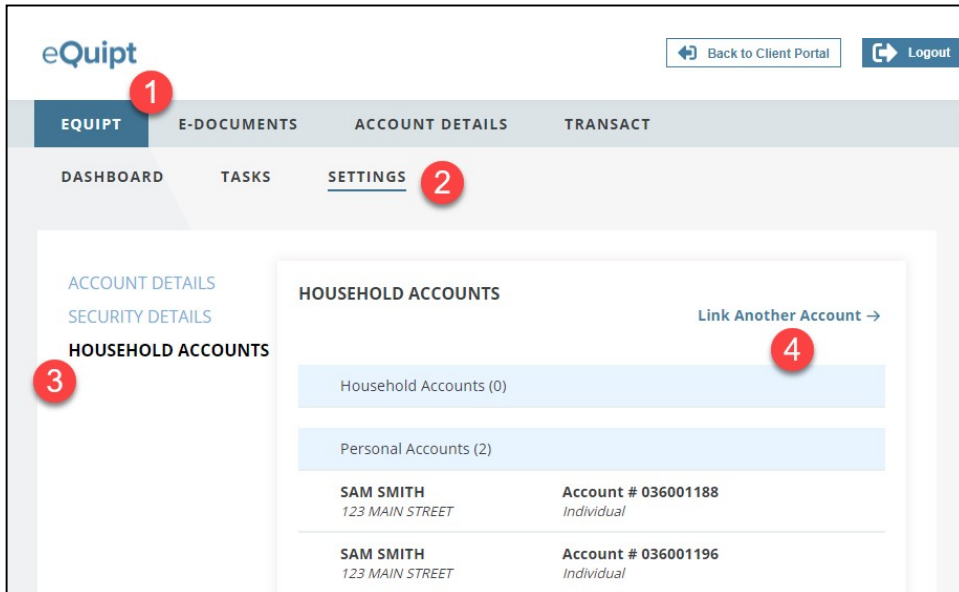 eQuipt
Back to Client Portal
Logout
1
EQUIPT E-DOCUMENTS ACCOUNT DETAILS TRANSACT
DASHBOARD TASKS SETTINGS 2
ACCOUNT DETAILS
SECURITY DETAILS
HOUSEHOLD ACCOUNTS
3
HOUSEHOLD ACCOUNTS
Link Another Account →
4
Household Accounts (0)
Personal Accounts (2)
SAM SMITH Account # 036001188
123 MAIN STREET Individual
SAM SMITH Account # 036001196
123 MAIN STREET Individual